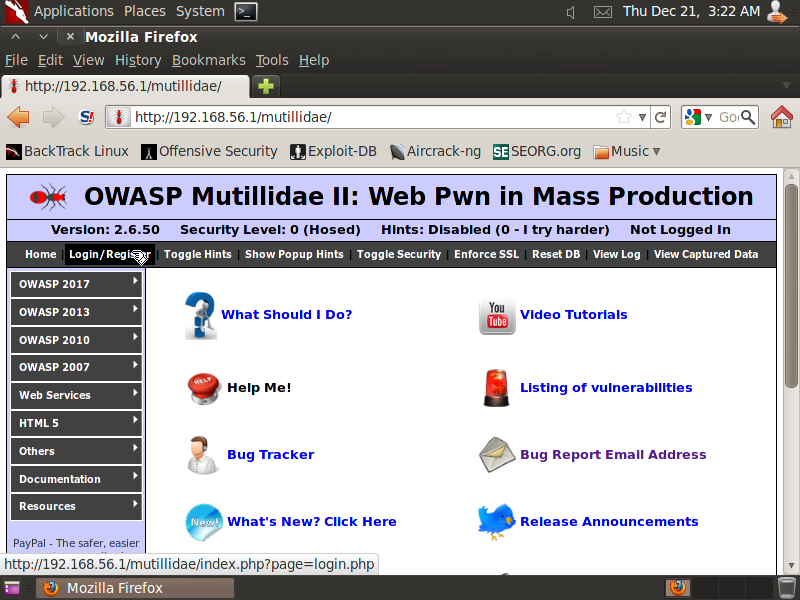 Applications Places System Thu Dec 21, 3:22 AM
Mozilla Firefox
File Edit View History Bookmarks Tools Help
http://192.168.56.1/mutillidae/
http://192.168.56.1/mutillidae/ Go
BackTrack Linux Offensive Security Exploit-DB Aircrack-ng SE SEORG.org Music
OWASP Mutillidae II: Web Pwn in Mass Production
Version: 2.6.50 Security Level: 0 (Hosed) Hints: Disabled (0 - I try harder) Not Logged In
Home | Login/Register | Toggle Hints | Show Popup Hints | Toggle Security | Enforce SSL | Reset DB | View Log | View Captured Data
OWASP 2017
OWASP 2013
OWASP 2010
OWASP 2007
Web Services
HTML 5
Others
Documentation
Resources
PayPal - The safer, easier
What Should I Do?
You Tube
Video Tutorials
HELP
Help Me!
Listing of vulnerabilities
Bug Tracker
Bug Report Email Address
New!
What's New? Click Here
Release Announcements
http://192.168.56.1/mutillidae/index.php?page=login.php
Mozilla Firefox